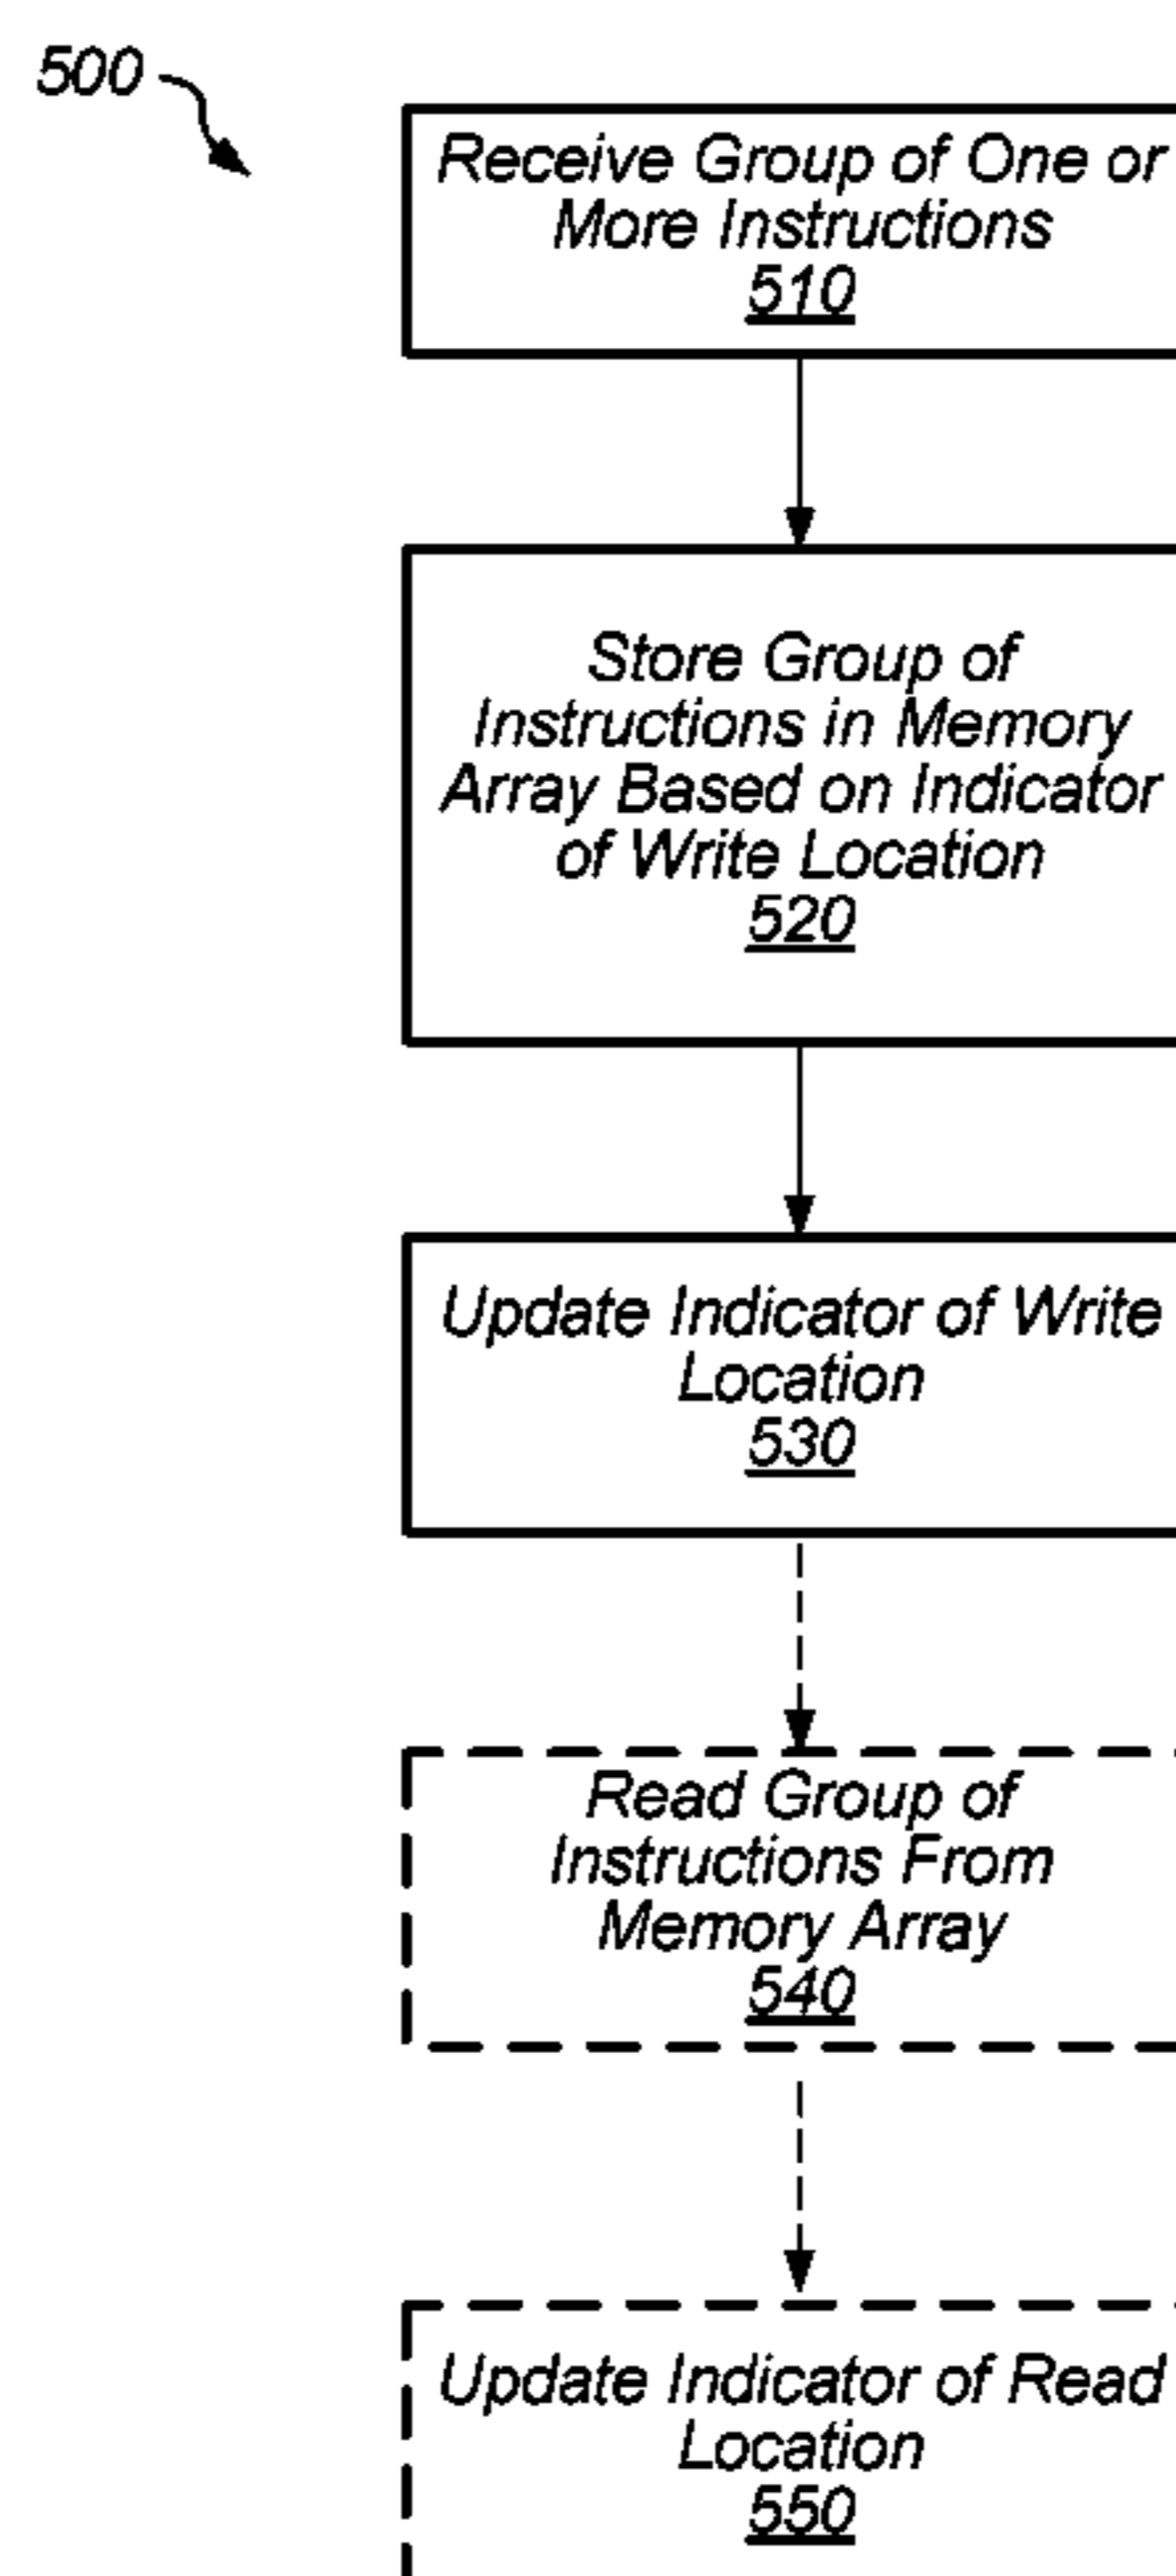 500
Receive Group of One or
More Instructions
510
Store Group of
Instructions in Memory
Array Based on Indicator
of Write Location
520
Update Indicator of Write
Location
530
Read Group of
Instructions From
Memory Array
540
Update Indicator of Read
Location
550